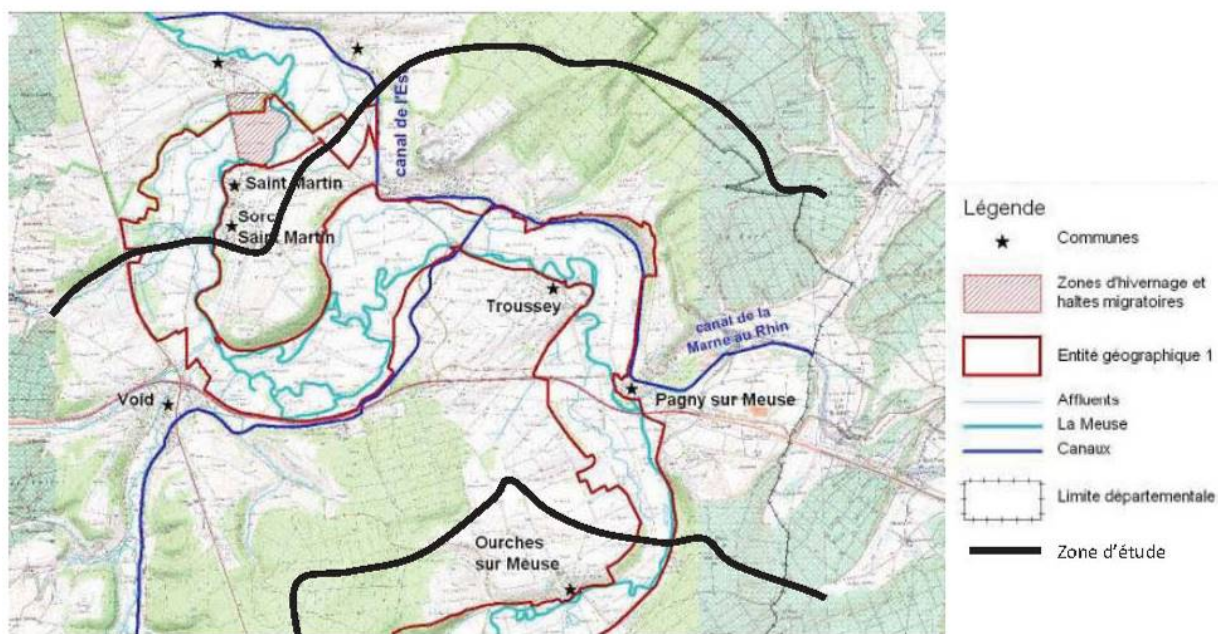 canal de l'Es
Saint Martin
Sorc
Saint Martin
Troussey
canal de la
Marne au Rhin
Void
Pagny sur Meuse
Ourches
sur Meuse
Légende
Communes
Zones d'hivernage et
haltes migratoires
Entité géographique 1
Affluents
La Meuse
Canaux
Limite départementale
Zone d'étude